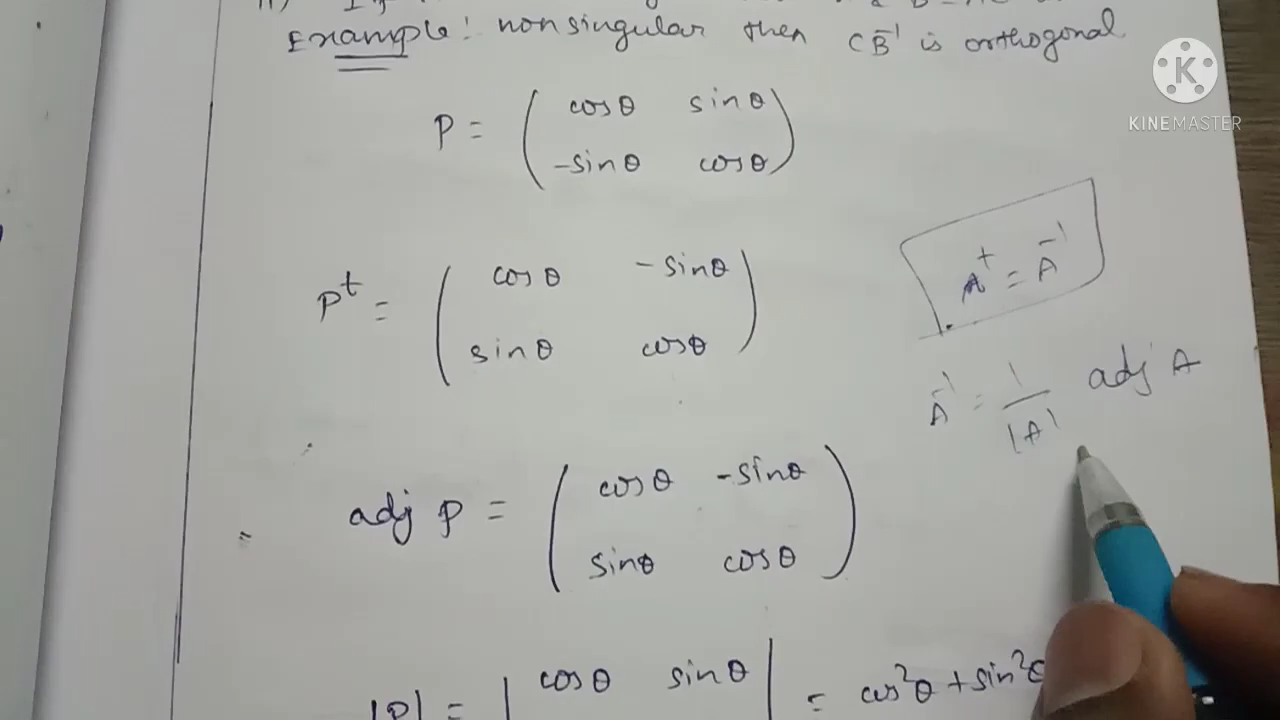 Example: nonsingular then CB⁻¹ is orthogonal
KINEMASTER
P = ( cosθ sinθ
-sinθ cosθ )
Pᵗ = ( cosθ -sinθ
sinθ cosθ )
A⁺ = A⁻¹
A⁻¹ = 1/|A| adj A
adj P = ( cosθ -sinθ
sinθ cosθ )
|P| = | cosθ sinθ | = cos²θ + sin²θ